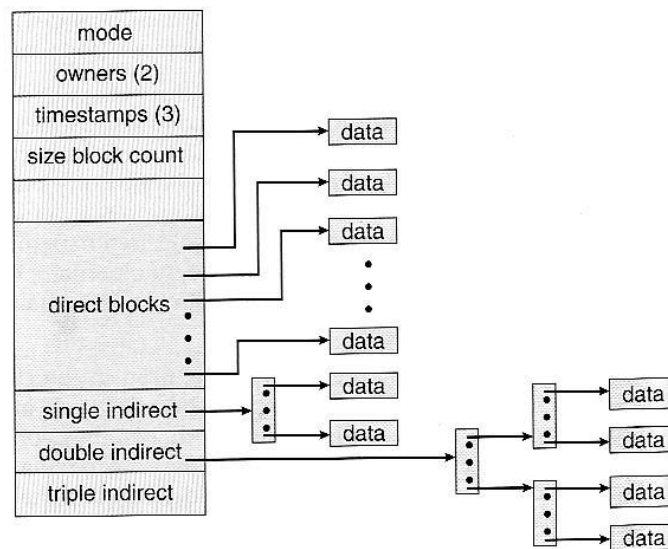 mode
owners (2)
timestamps (3)
size block count
direct blocks
single indirect
double indirect
triple indirect
data
data
data
data
data
data
data
data
data
data